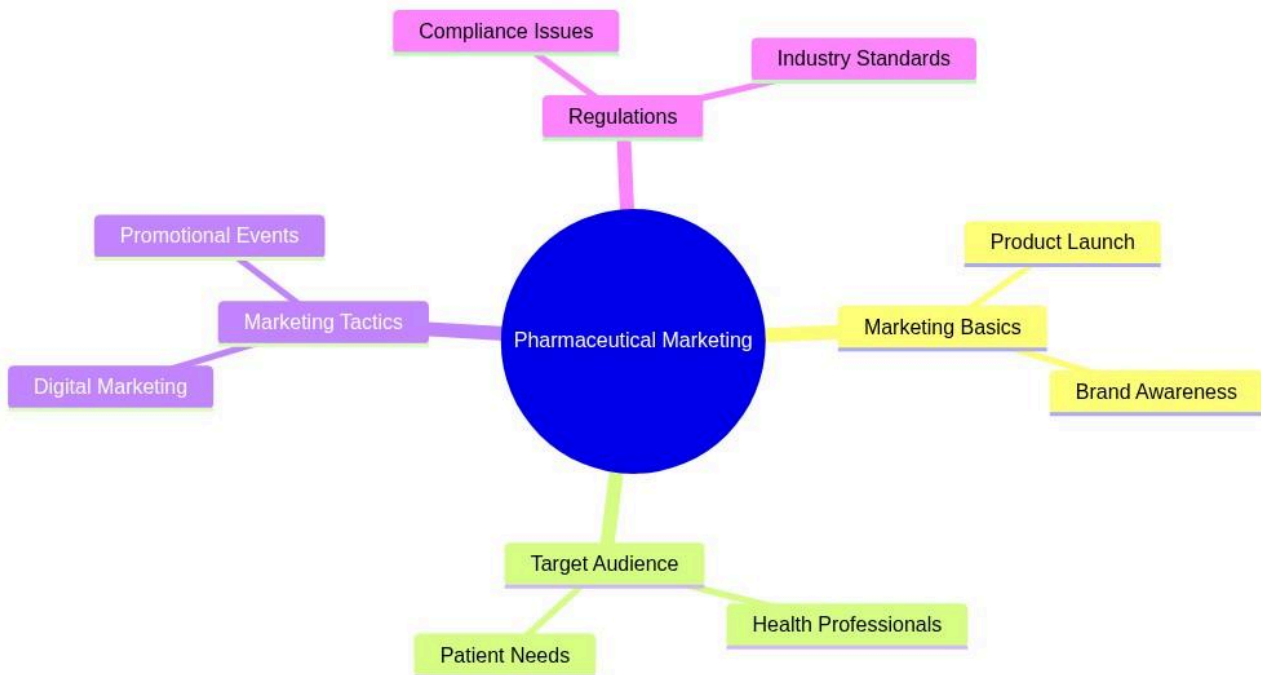 Compliance Issues
Industry Standards
Regulations
Promotional Events
Product Launch
Marketing Tactics
Marketing Basics
Pharmaceutical Marketing
Digital Marketing
Brand Awareness
Target Audience
Health Professionals
Patient Needs